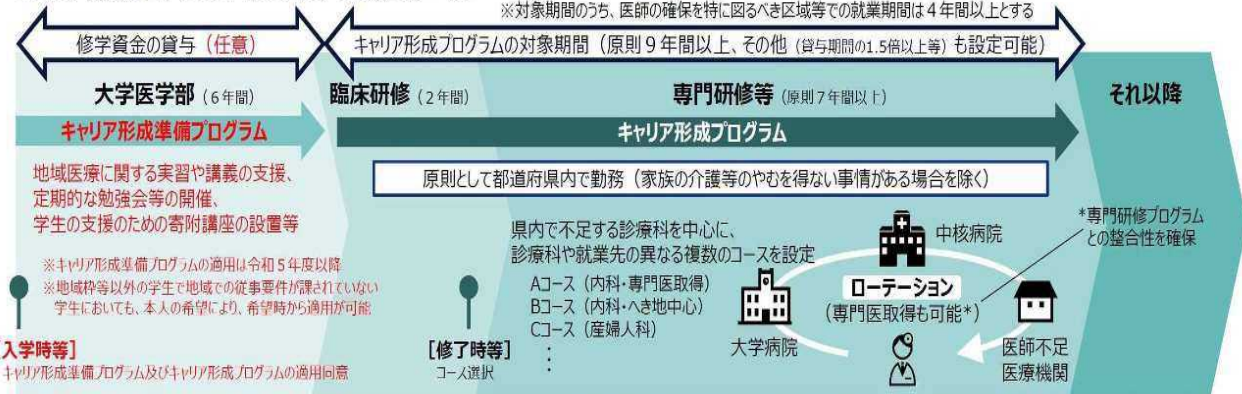 ※対象期間のうち、医師の確保を特に図るべき区域等での就業期間は4年間以上とする
修学資金の貸与(任意)
キャリア形成プログラムの対象期間(原則9年間以上、その他(貸与期間の1.5倍以上等)も設定可能)
大学医学部(6年間)
臨床研修(2年間)
専門研修等(原則7年間以上)
それ以降
キャリア形成準備プログラム
キャリア形成プログラム
地域医療に関する実習や講義の支援、
定期的な勉強会等の開催、
学生の支援のための寄附講座の設置等
※キャリア形成準備プログラムの適用は令和5年度以降
※地域枠等以外の学生で地域での従事要件が課されていない
学生においても、本人の希望により、希望時から適用が可能
入学時等]
キャリア形成準備プログラム及びキャリア形成プログラムの適用同意
原則として都道府県内で勤務(家族の介護等のやむを得ない事情がある場合を除く)
県内で不足する診療科を中心に、
診療科や就業先の異なる複数のコースを設定
Aコース(内科・専門医取得)
Bコース(内科・へき地中心)
Cコース(産婦人科)
⋮
[修了時等]
コース選択
中核病院
*専門研修プログラム
との整合性を確保
ローテーション
(専門医取得も可能*)
大学病院
医師不足
医療機関